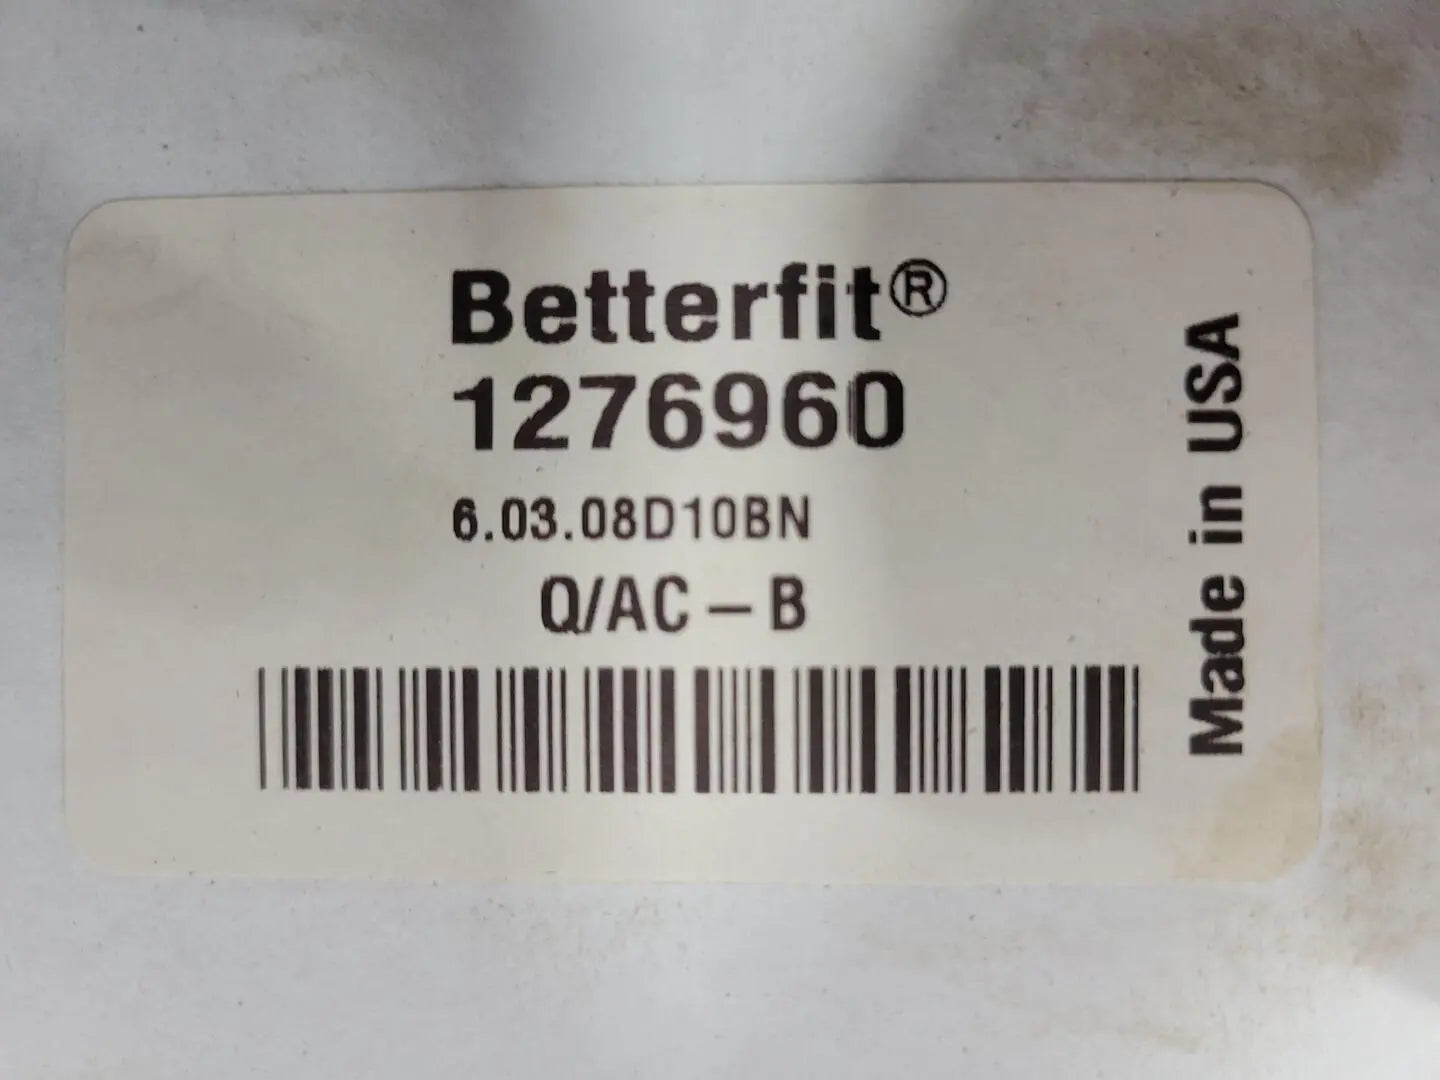 Betterfit®
1276960
6.03.08D10BN
Q/AC – B
Made in USA